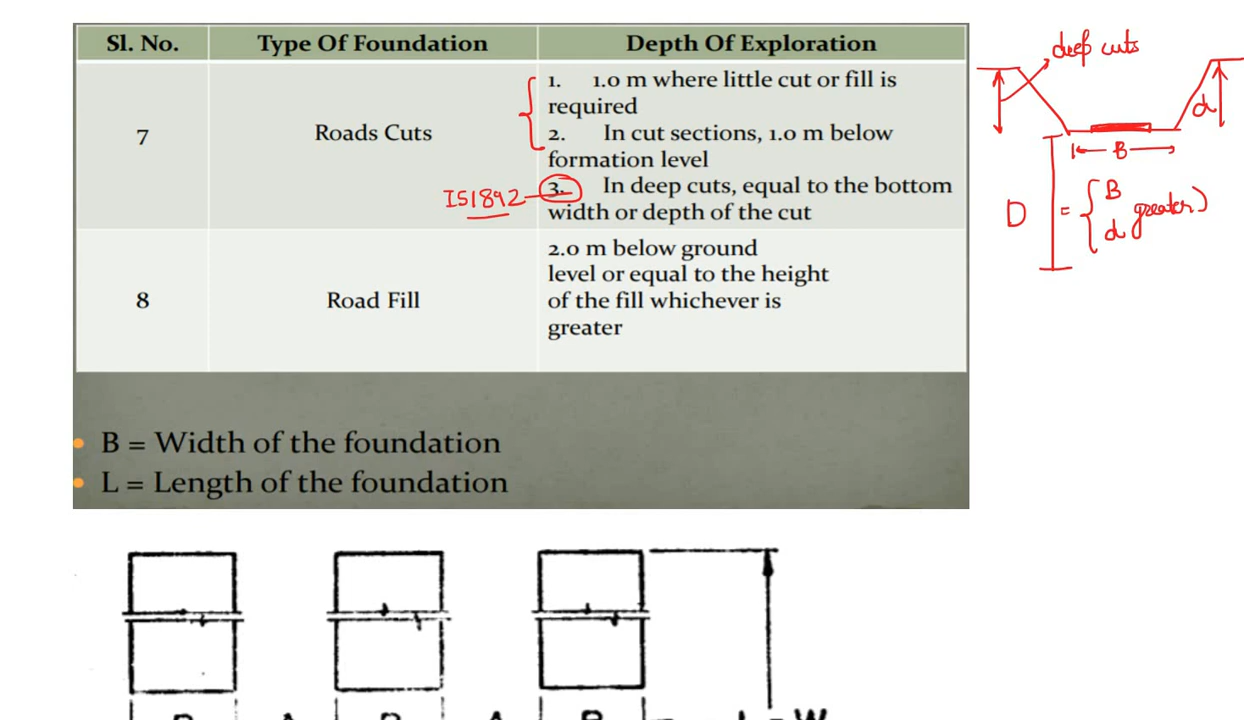 Sl. No. Type Of Foundation Depth Of Exploration
7 Roads Cuts
1. 1.0 m where little cut or fill is
required
2. In cut sections, 1.0 m below
formation level
3. In deep cuts, equal to the bottom
width or depth of the cut
IS1892
8 Road Fill
2.0 m below ground
level or equal to the height
of the fill whichever is
greater
deep cuts
d
B
D = { B
d greater)
B = Width of the foundation
L = Length of the foundation
B A B A B L = W